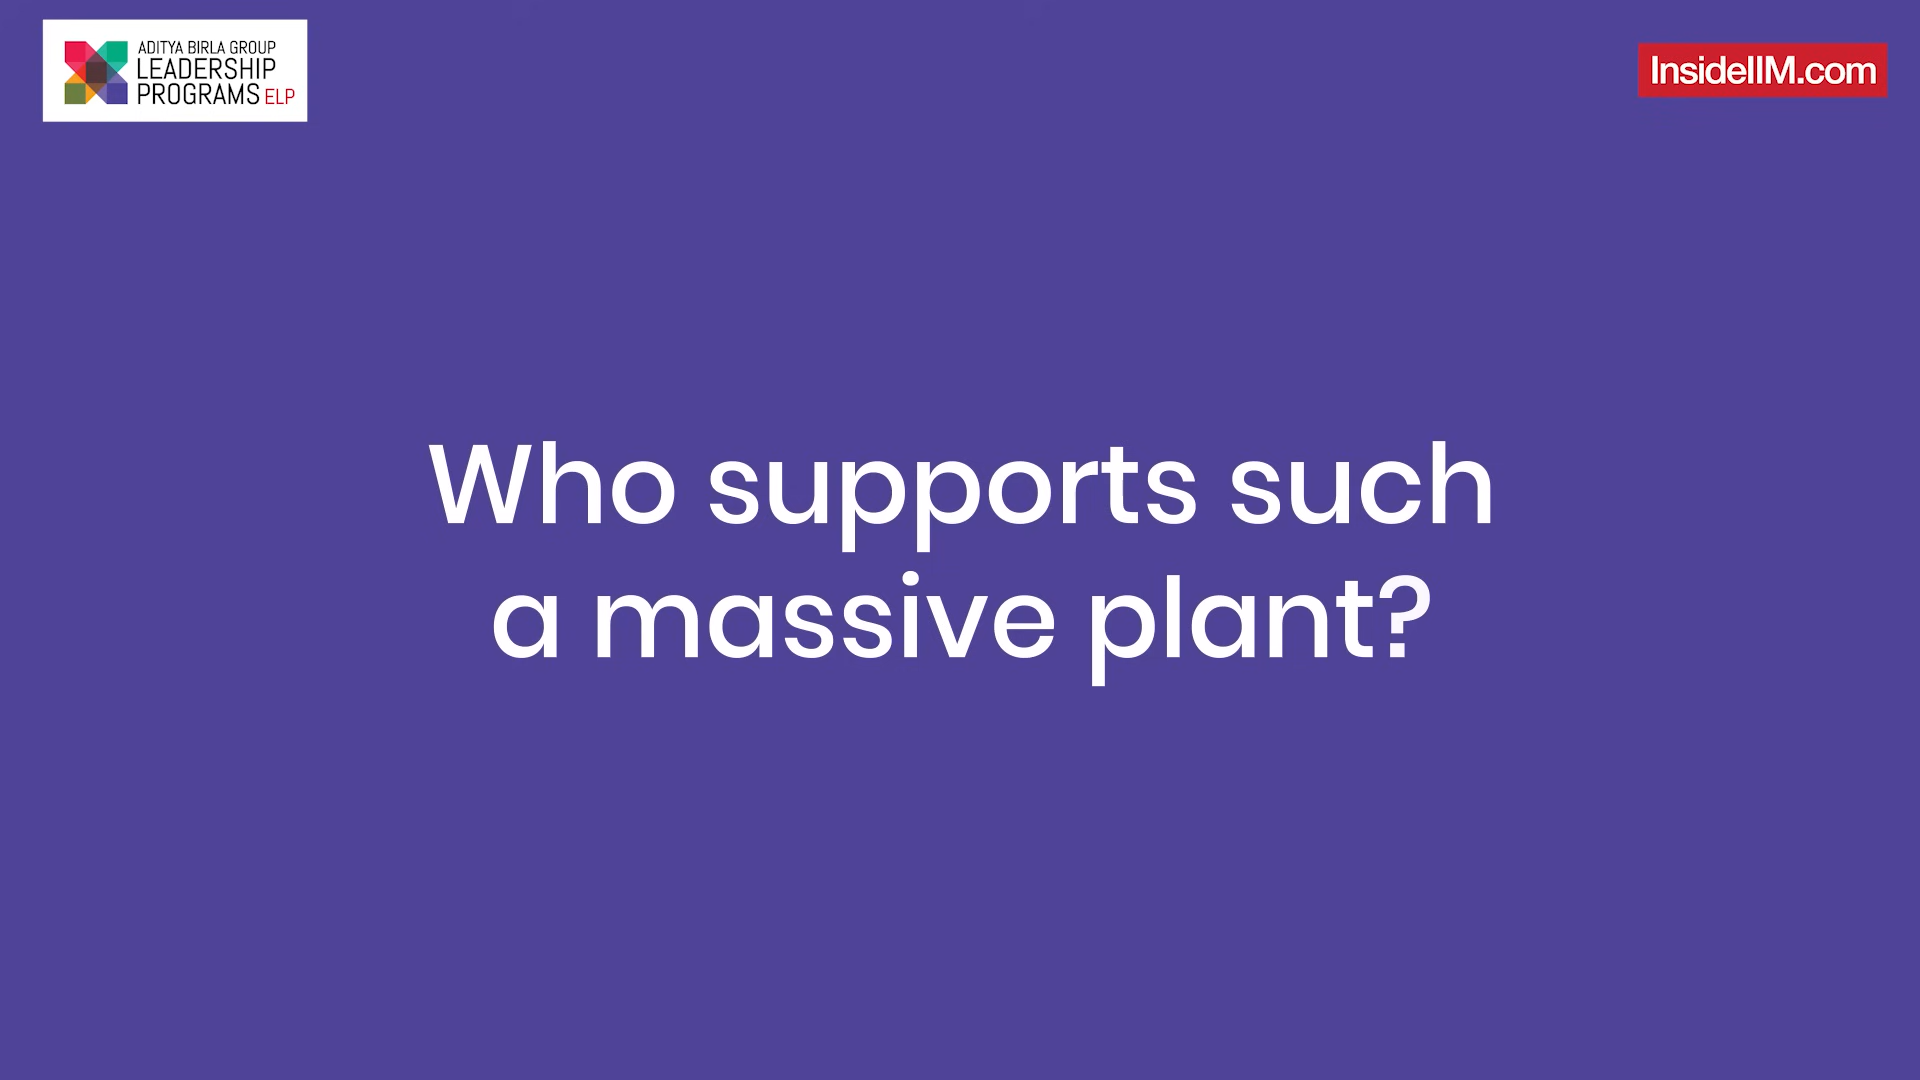 ADITYA BIRLA GROUP
LEADERSHIP
PROGRAMS ELP
InsideIIM.com
Who supports such
a massive plant?